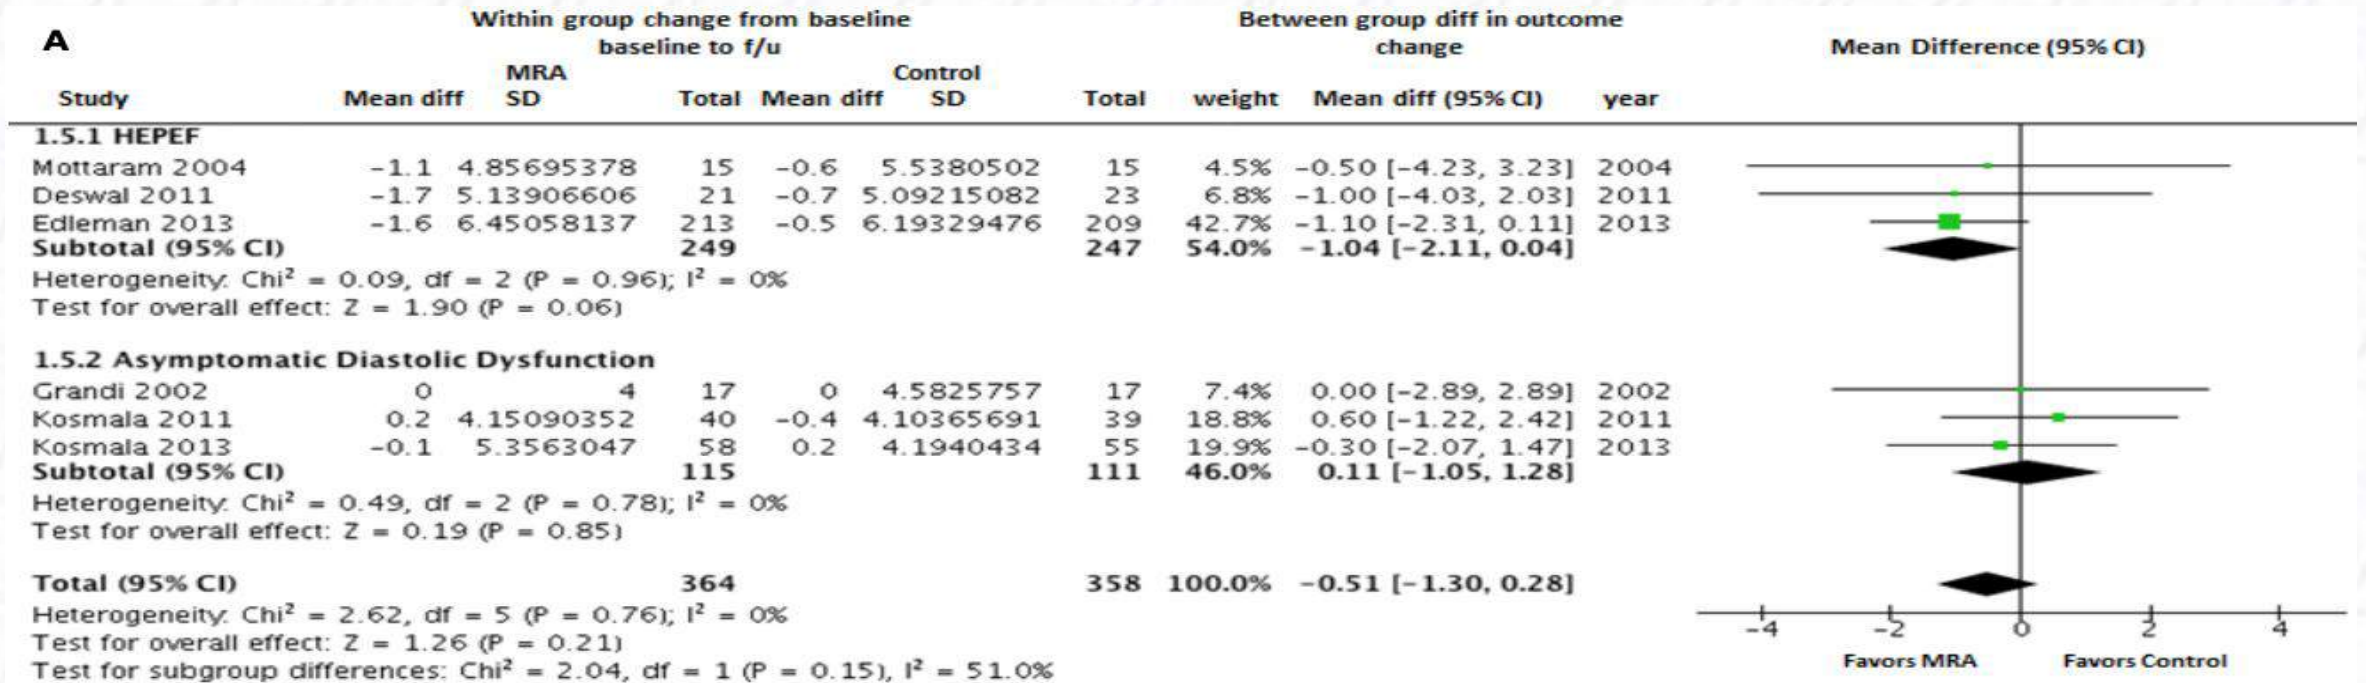 A
Within group change from baseline
baseline to f/u
Between group diff in outcome
change
Mean Difference (95% CI)
MRA Control
Study Mean diff SD Total Mean diff SD Total weight Mean diff (95% CI) year
1.5.1 HEPEF
Mottaram 2004 −1.1 4.85695378 15 −0.6 5.5380502 15 4.5% −0.50 [−4.23, 3.23] 2004
Deswal 2011 −1.7 5.13906606 21 −0.7 5.09215082 23 6.8% −1.00 [−4.03, 2.03] 2011
Edleman 2013 −1.6 6.45058137 213 −0.5 6.19329476 209 42.7% −1.10 [−2.31, 0.11] 2013
Subtotal (95% CI) 249 247 54.0% −1.04 [−2.11, 0.04]
Heterogeneity: Chi² = 0.09, df = 2 (P = 0.96); I² = 0%
Test for overall effect: Z = 1.90 (P = 0.06)
1.5.2 Asymptomatic Diastolic Dysfunction
Grandi 2002 0 4 17 0 4.5825757 17 7.4% 0.00 [−2.89, 2.89] 2002
Kosmala 2011 0.2 4.15090352 40 −0.4 4.10365691 39 18.8% 0.60 [−1.22, 2.42] 2011
Kosmala 2013 −0.1 5.3563047 58 0.2 4.1940434 55 19.9% −0.30 [−2.07, 1.47] 2013
Subtotal (95% CI) 115 111 46.0% 0.11 [−1.05, 1.28]
Heterogeneity: Chi² = 0.49, df = 2 (P = 0.78); I² = 0%
Test for overall effect: Z = 0.19 (P = 0.85)
Total (95% CI) 364 358 100.0% −0.51 [−1.30, 0.28]
Heterogeneity: Chi² = 2.62, df = 5 (P = 0.76); I² = 0%
Test for overall effect: Z = 1.26 (P = 0.21)
Test for subgroup differences: Chi² = 2.04, df = 1 (P = 0.15), I² = 51.0%
−4 −2 0 2 4
Favors MRA Favors Control